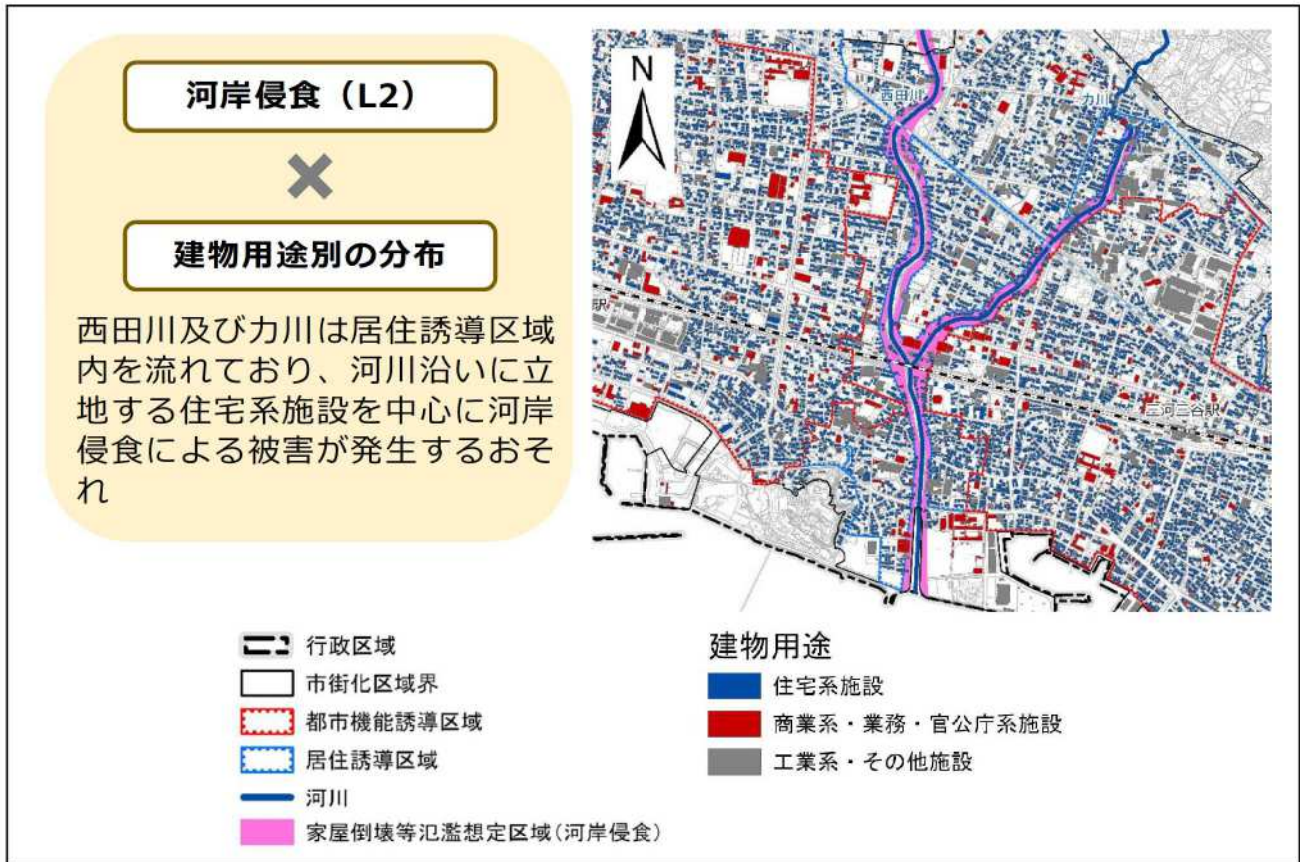 河岸侵食（L2）
×
建物用途別の分布
西田川及び力川は居住誘導区域
内を流れており、河川沿いに立
地する住宅系施設を中心に河岸
侵食による被害が発生するおそ
れ
N
西田川
力川
駅
三河三谷駅
行政区域
市街化区域界
都市機能誘導区域
居住誘導区域
河川
家屋倒壊等氾濫想定区域(河岸侵食)
建物用途
住宅系施設
商業系・業務・官公庁系施設
工業系・その他施設